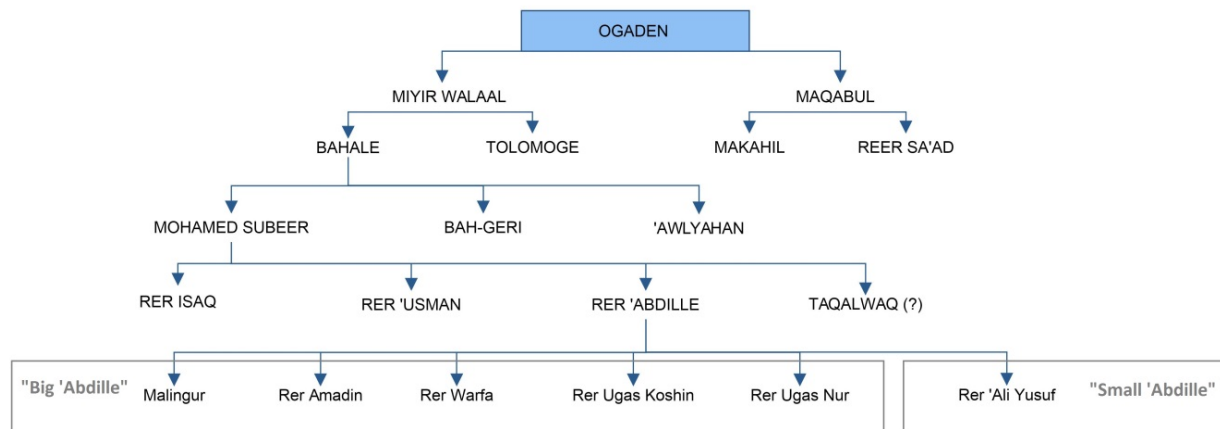 OGADEN
MIYIR WALAAL MAQABUL
BAHALE TOLOMOGE MAKAHIL REER SA'AD
MOHAMED SUBEER BAH-GERI 'AWLYAHAN
RER ISAQ RER 'USMAN RER 'ABDILLE TAQALWAQ (?)
"Big 'Abdille" Malingur Rer Amadin Rer Warfa Rer Ugas Koshin Rer Ugas Nur Rer 'Ali Yusuf "Small 'Abdille"